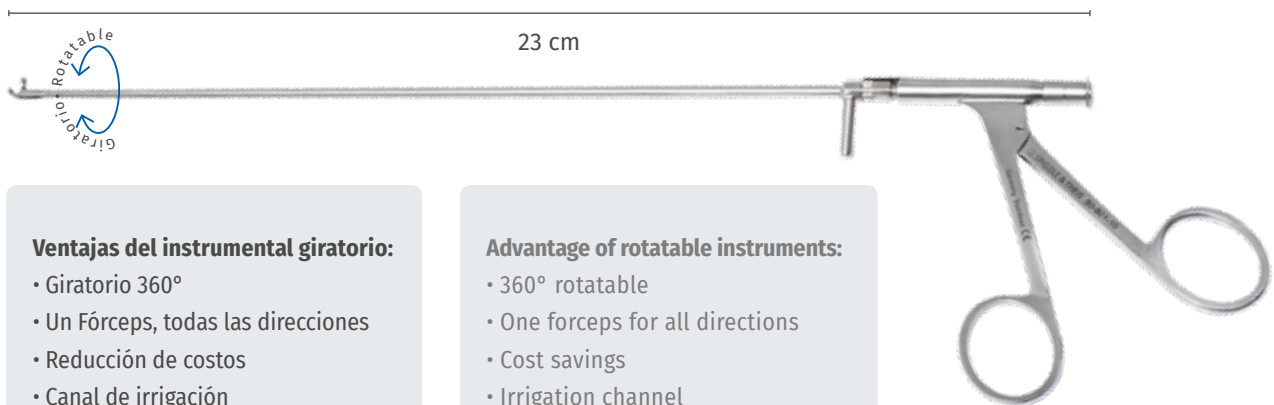 23 cm
Rotatable
Giratorio
Ventajas del instrumental giratorio:
• Giratorio 360°
• Un Fórceps, todas las direcciones
• Reducción de costos
• Canal de irrigación
Advantage of rotatable instruments:
• 360° rotatable
• One forceps for all directions
• Cost savings
• Irrigation channel